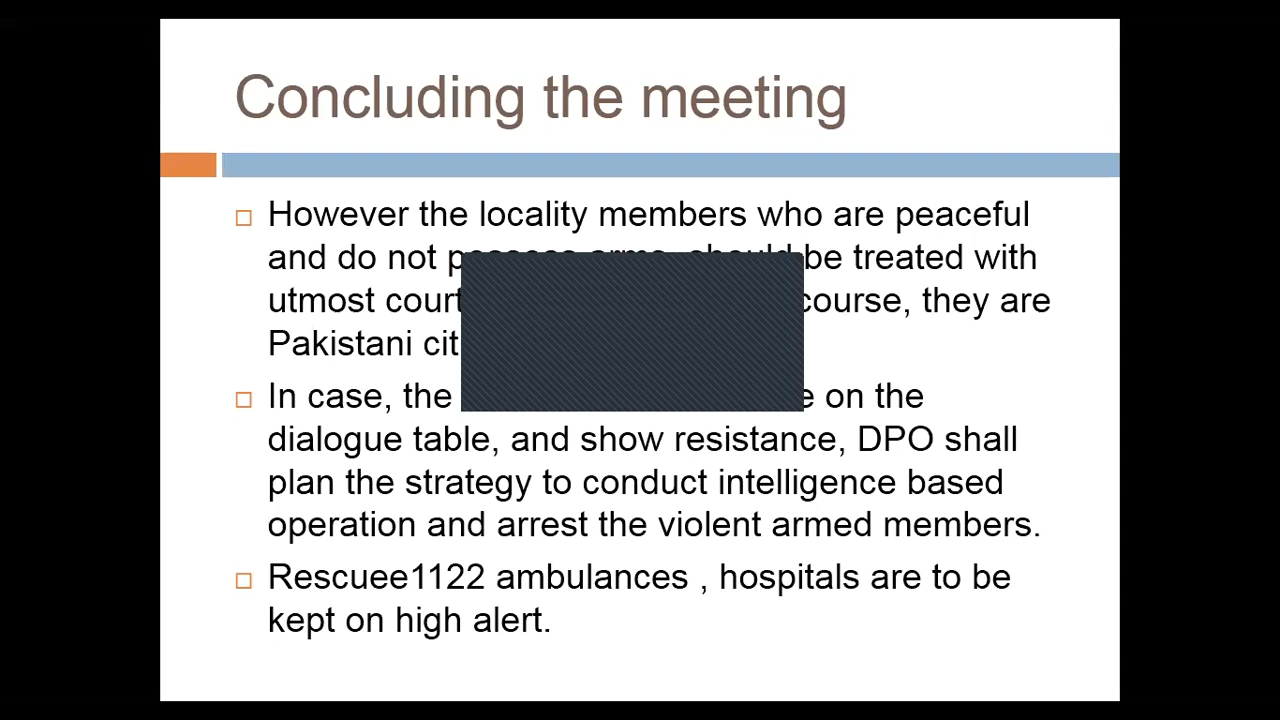 Concluding the meeting
However the locality members who are peaceful
and do not possess arms, should be treated with
utmost course, they are
Pakistani
In case, the on the
dialogue table, and show resistance, DPO shall
plan the strategy to conduct intelligence based
operation and arrest the violent armed members.
Rescuee1122 ambulances , hospitals are to be
kept on high alert.